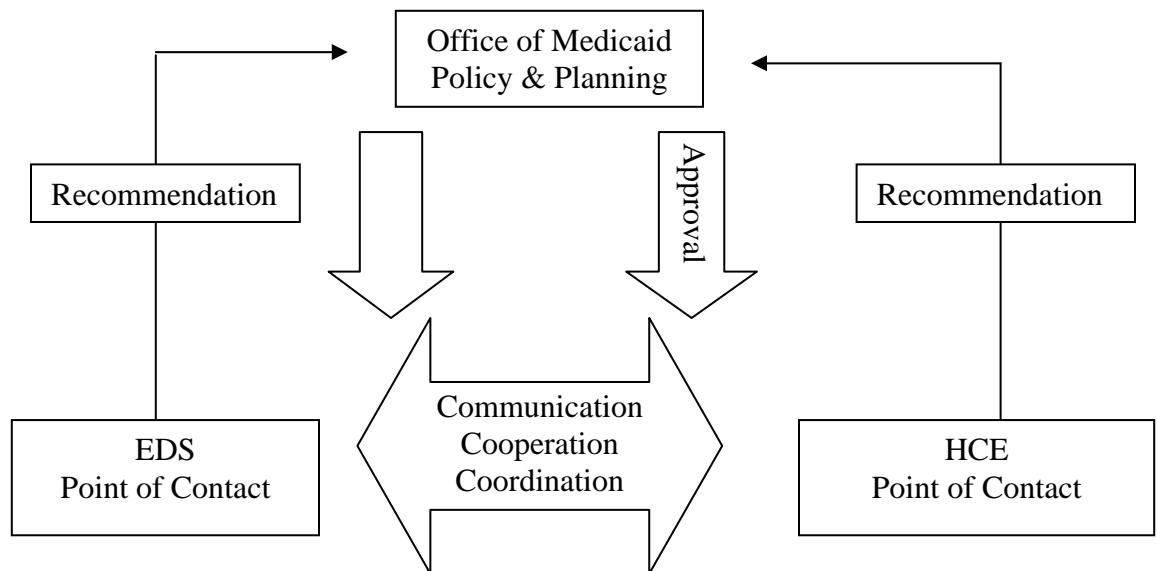 Office of Medicaid
Policy & Planning
Approval
Recommendation
Recommendation
Communication
Cooperation
Coordination
EDS
Point of Contact
HCE
Point of Contact